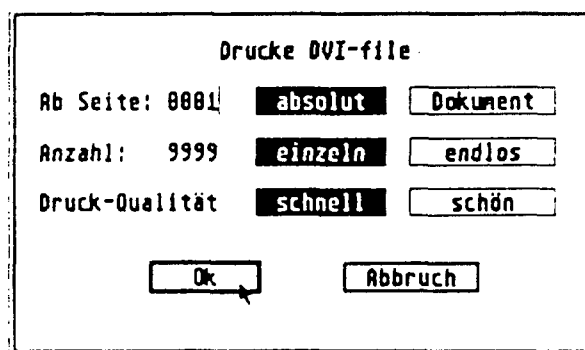 Drucke DVI-file
Ab Seite: 0001 absolut Dokument
Anzahl: 9999 einzeln endlos
Druck-Qualität schnell schön
Ok Abbruch